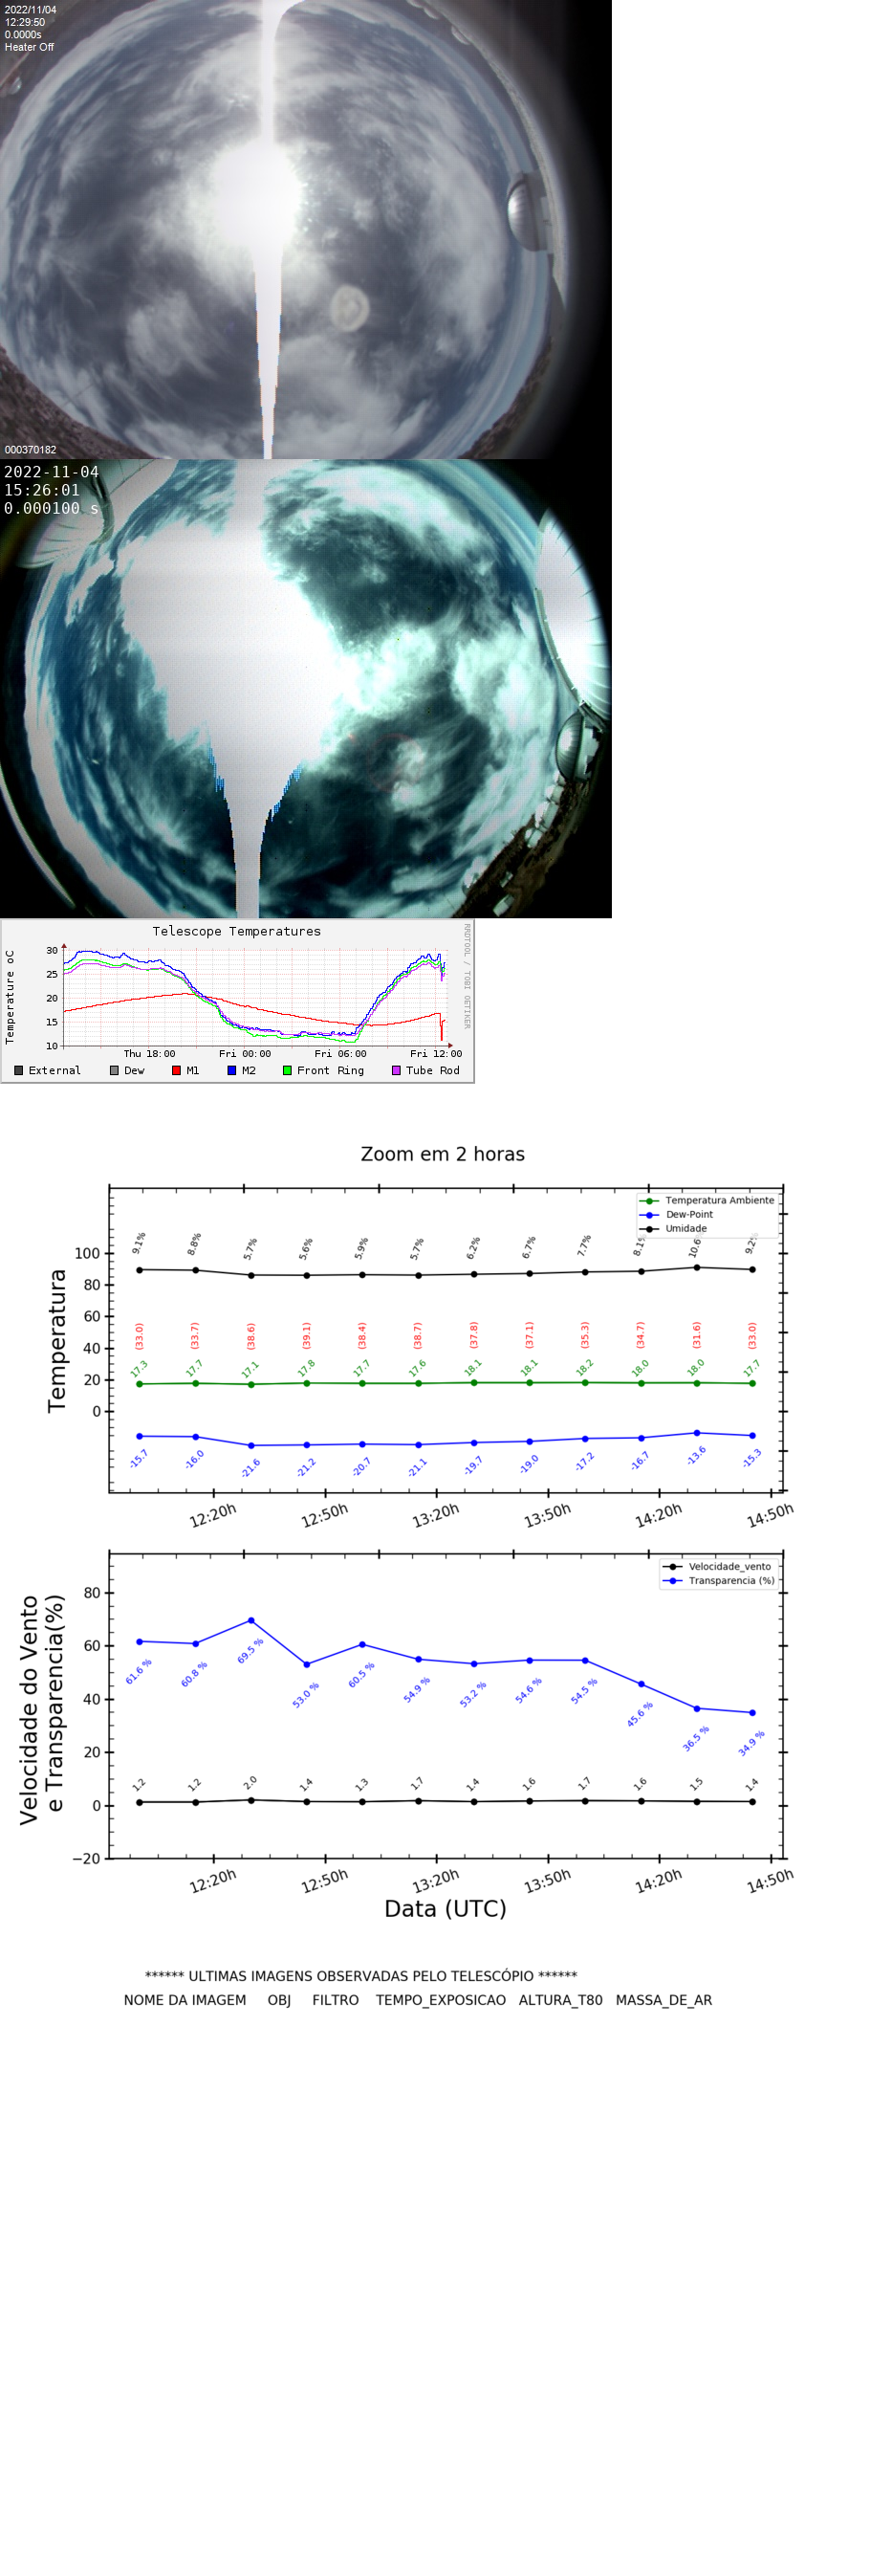 2022/11/04
12:29:50
0.0000s
Heater Off
000370182
2022-11-04
15:26:01
0.000100 s
Telescope Temperatures
RRDTOOL / TOBI OETIKER
Temperature oC
30
25
20
15
10
Thu 18:00 Fri 00:00 Fri 06:00 Fri 12:00
External Dew M1 M2 Front Ring Tube Rod
Zoom em 2 horas
Temperatura Ambiente
Dew-Point
Umidade
Temperatura
100
80
60
40
20
0
9.1% 8.8% 5.7% 5.6% 5.9% 5.7% 6.2% 6.7% 7.7% 8.1% 10.6 9.2%
(33.0) (33.7) (38.6) (39.1) (38.4) (38.7) (37.8) (37.1) (35.3) (34.7) (31.6) (33.0)
17.3 17.7 17.1 17.8 17.7 17.6 18.1 18.1 18.2 18.0 18.0 17.7
-15.7 -16.0 -21.6 -21.2 -20.7 -21.1 -19.7 -19.0 -17.2 -16.7 -13.6 -15.3
12:20h 12:50h 13:20h 13:50h 14:20h 14:50h
Velocidade_vento
Transparencia (%)
Velocidade do Vento
e Transparencia(%)
80
60
40
20
0
−20
61.6 % 60.8 % 69.5 % 53.0 % 60.5 % 54.9 % 53.2 % 54.6 % 54.5 % 45.6 % 36.5 % 34.9 %
1.2 1.2 2.0 1.4 1.3 1.7 1.4 1.6 1.7 1.6 1.5 1.4
12:20h 12:50h 13:20h 13:50h 14:20h 14:50h
Data (UTC)
****** ULTIMAS IMAGENS OBSERVADAS PELO TELESCÓPIO ******
NOME DA IMAGEM OBJ FILTRO TEMPO_EXPOSICAO ALTURA_T80 MASSA_DE_AR